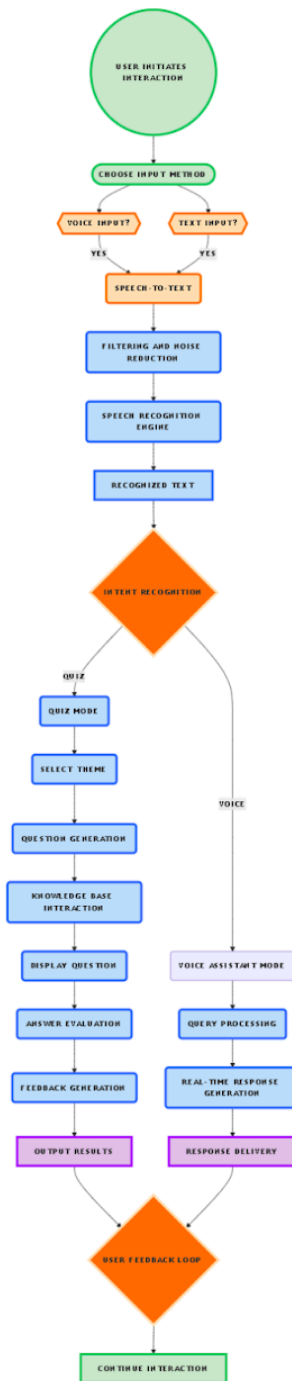 USER INITIATES
INTERACTION
CHOOSE INPUT METHOD
VOICE INPUT?
TEXT INPUT?
YES
YES
SPEECH-TO-TEXT
FILTERING AND NOISE
REDUCTION
SPEECH RECOGNITION
ENGINE
RECOGNIZED TEXT
INTENT RECOGNITION
QUIZ
QUIZ MODE
SELECT THEME
QUESTION GENERATION
VOICE
KNOWLEDGE BASE
INTERACTION
DISPLAY QUESTION
VOICE ASSISTANT MODE
ANSWER EVALUATION
QUERY PROCESSING
FEEDBACK GENERATION
REAL-TIME RESPONSE
GENERATION
OUTPUT RESULTS
RESPONSE DELIVERY
USER FEEDBACK LOOP
CONTINUE INTERACTION